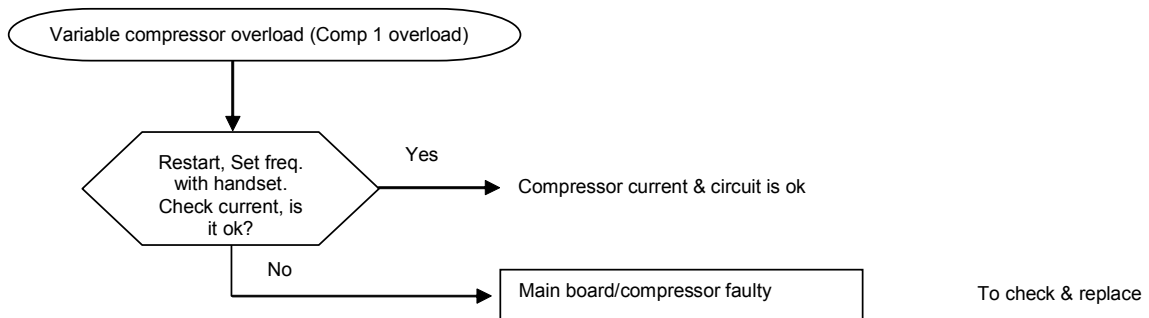 Variable compressor overload (Comp 1 overload)
Restart, Set freq.
with handset.
Check current, is
it ok?
Yes
Compressor current & circuit is ok
No
Main board/compressor faulty
To check & replace